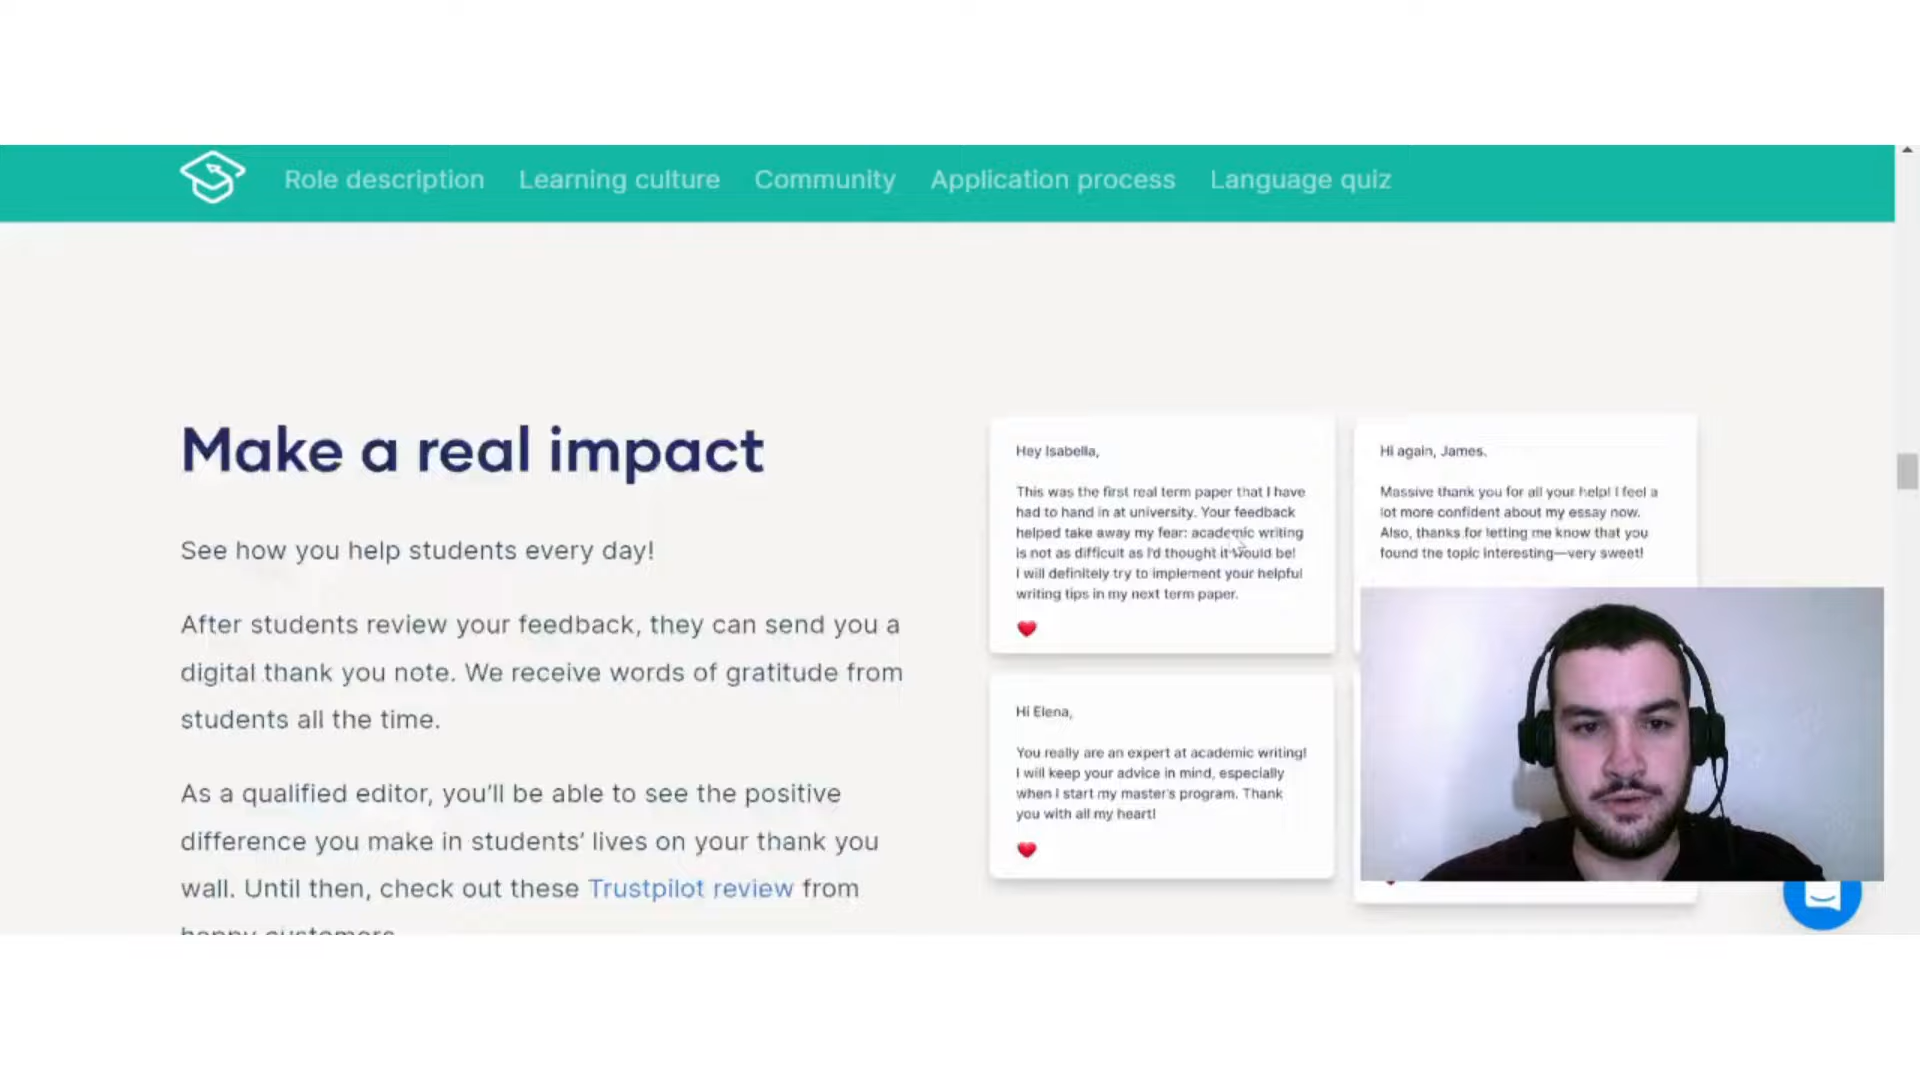 Role description Learning culture Community Application process Language quiz
Make a real impact
See how you help students every day!
After students review your feedback, they can send you a
digital thank you note. We receive words of gratitude from
students all the time.
As a qualified editor, you'll be able to see the positive
difference you make in students' lives on your thank you
wall. Until then, check out these Trustpilot review from
happy customers
Hey Isabella,
This was the first real term paper that I have
had to hand in at university. Your feedback
helped take away my fear: academic writing
is not as difficult as I'd thought it would be!
I will definitely try to implement your helpful
writing tips in my next term paper.
Hi again, James.
Massive thank you for all your help! I feel a
lot more confident about my essay now.
Also, thanks for letting me know that you
found the topic interesting—very sweet!
Hi Elena,
You really are an expert at academic writing!
I will keep your advice in mind, especially
when I start my master's program. Thank
you with all my heart!